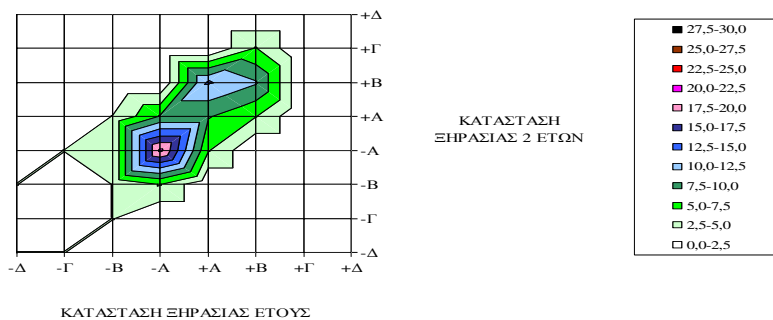 +Δ
+Γ
+Β
+Α
-Α
-Β
-Γ
-Δ
-Δ -Γ -Β -Α +Α +Β +Γ +Δ
ΚΑΤΑΣΤΑΣΗ ΞΗΡΑΣΙΑΣ ΕΤΟΥΣ
ΚΑΤΑΣΤΑΣΗ
ΞΗΡΑΣΙΑΣ 2 ΕΤΩΝ
27,5-30,0
25,0-27,5
22,5-25,0
20,0-22,5
17,5-20,0
15,0-17,5
12,5-15,0
10,0-12,5
7,5-10,0
5,0-7,5
2,5-5,0
0,0-2,5